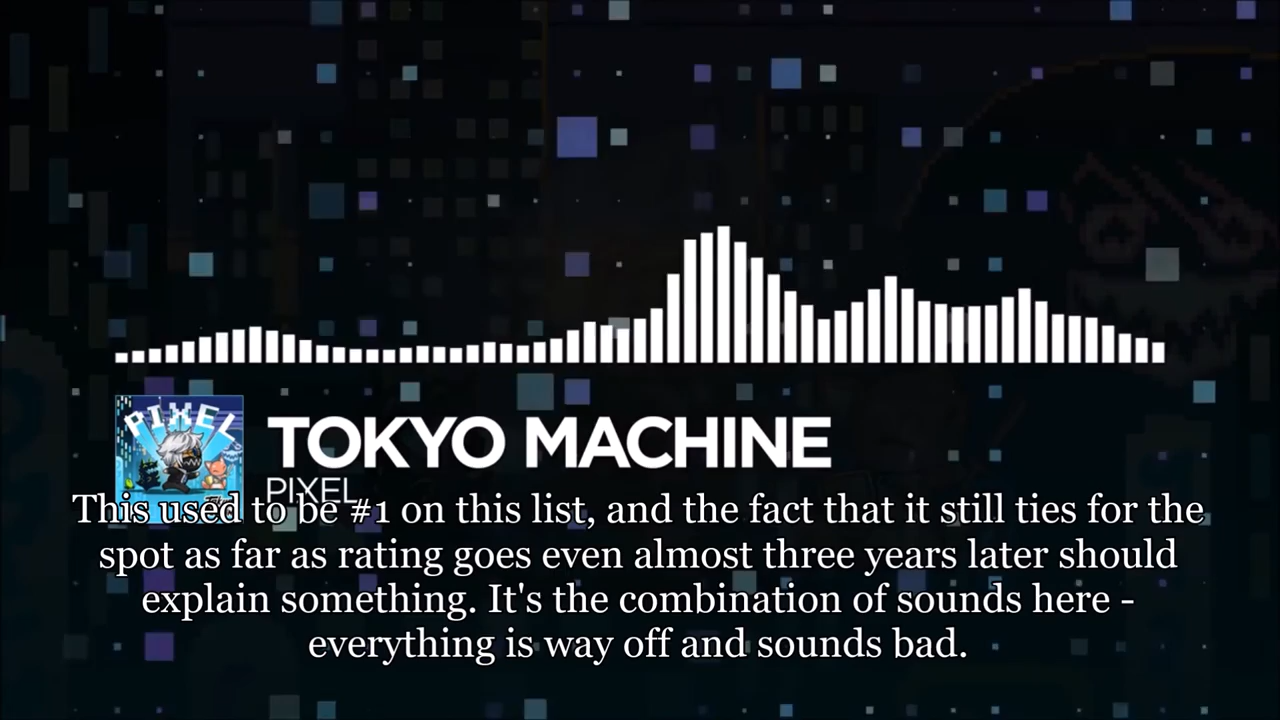 PIXEL
TOKYO MACHINE
PIXEL
This used to be #1 on this list, and the fact that it still ties for the
spot as far as rating goes even almost three years later should
explain something. It's the combination of sounds here -
everything is way off and sounds bad.